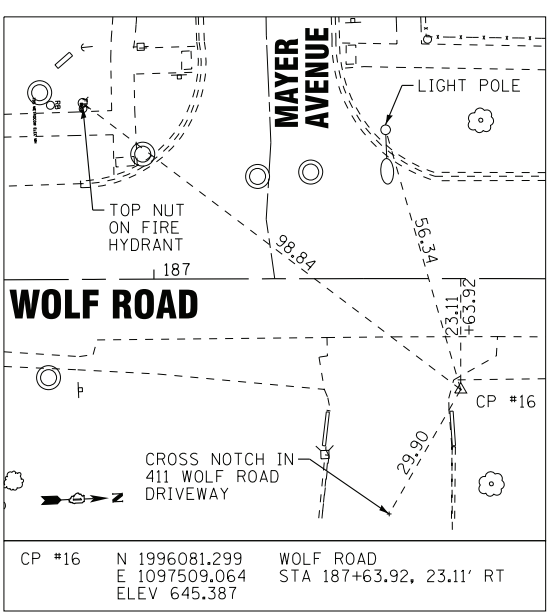 MAYER
AVENUE
LIGHT POLE
TOP NUT
ON FIRE
HYDRANT
98.84
56.34
187
WOLF ROAD
23.11
+63.92
CP #16
29.90
CROSS NOTCH IN
411 WOLF ROAD
DRIVEWAY
N
CP #16 N 1996081.299 WOLF ROAD
E 1097509.064 STA 187+63.92, 23.11' RT
ELEV 645.387